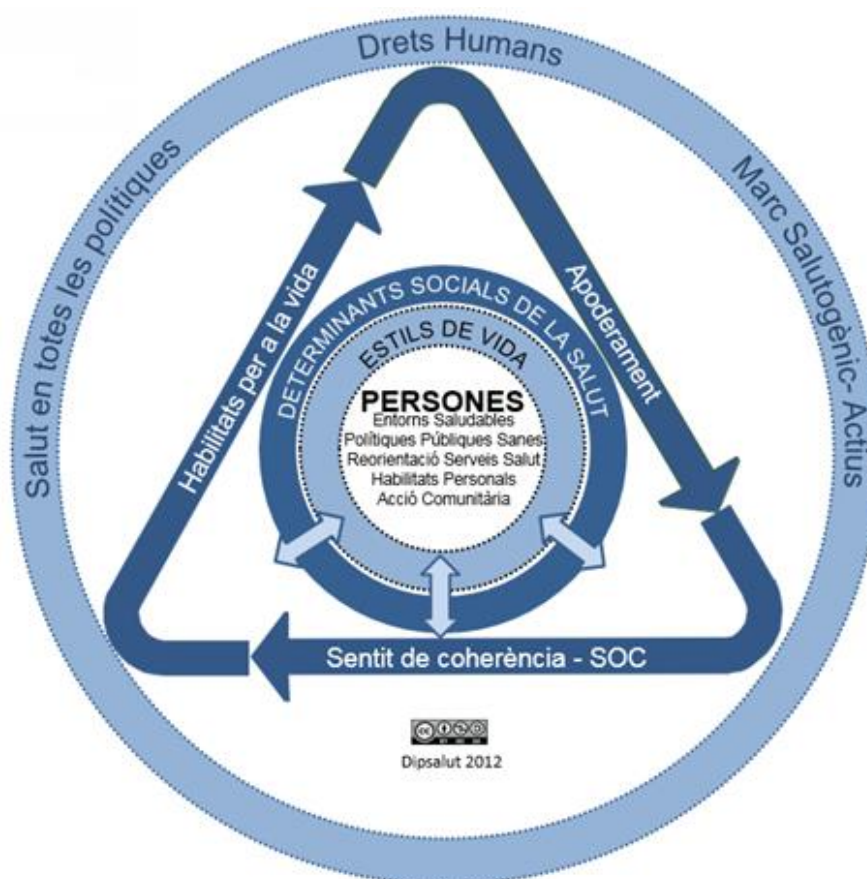 Drets Humans
Salut en totes les polítiques
Marc Salutogènic- Actius
Habilitats per a la vida
Apoderament
DETERMINANTS SOCIALS DE LA SALUT
ESTILS DE VIDA
PERSONES
Entorns Saludables
Polítiques Públiques Sanes
Reorientació Serveis Salut
Habilitats Personals
Acció Comunitària
Sentit de coherència - SOC
Dipsalut 2012